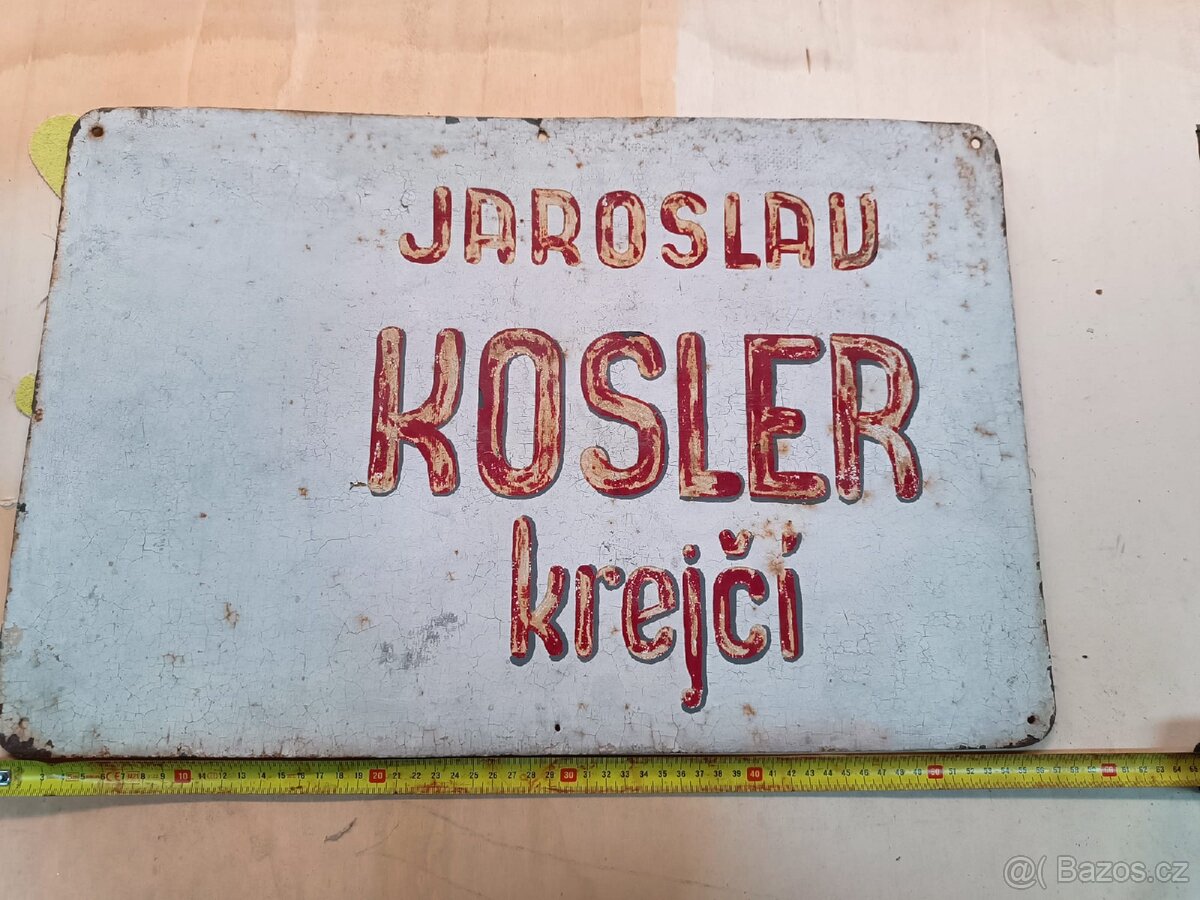 JAROSLAV
KOSLER
krejčí
@( Bazos.cz